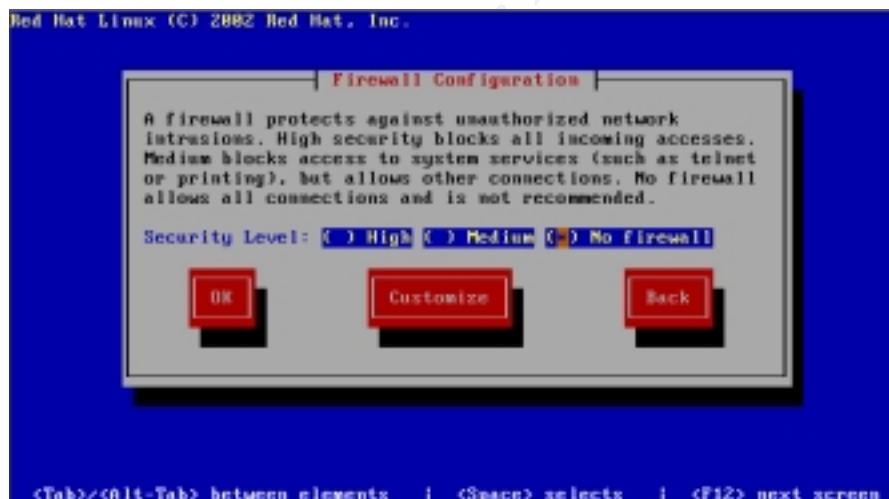 Red Hat Linux (C) 2002 Red Hat, Inc.
Firewall Configuration
A firewall protects against unauthorized network
intrusions. High security blocks all incoming accesses.
Medium blocks access to system services (such as telnet
or printing), but allows other connections. No firewall
allows all connections and is not recommended.
Security Level: ( ) High ( ) Medium (*) No firewall
OK Customize Back
<Tab>/<Alt-Tab> between elements | <Space> selects | <F12> next screen